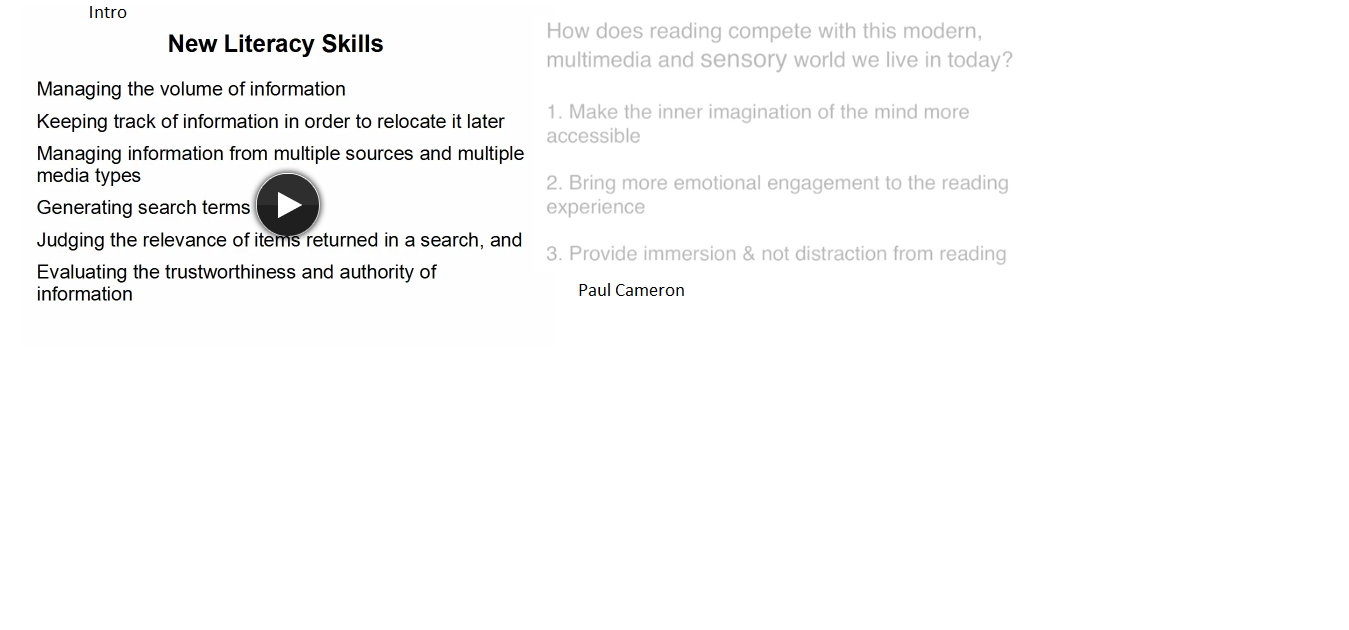 Intro
New Literacy Skills
Managing the volume of information
Keeping track of information in order to relocate it later
Managing information from multiple sources and multiple
media types
Generating search terms
Judging the relevance of items returned in a search, and
Evaluating the trustworthiness and authority of
information
How does reading compete with this modern,
multimedia and sensory world we live in today?
1. Make the inner imagination of the mind more
accessible
2. Bring more emotional engagement to the reading
experience
3. Provide immersion & not distraction from reading
Paul Cameron